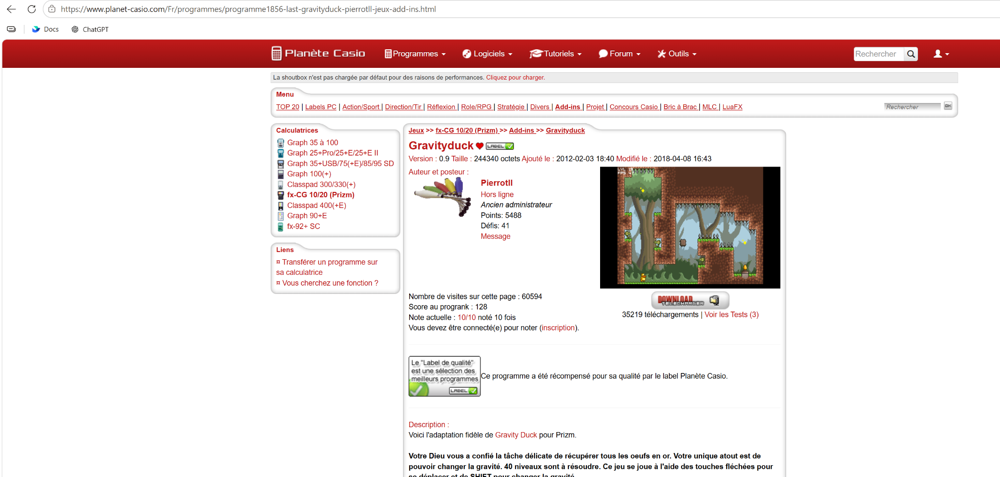 https://www.planet-casio.com/Fr/programmes/programme1856-last-gravityduck-pierrotll-jeux-add-ins.html
Docs ChatGPT
Planète Casio Programmes Logiciels Tutoriels Forum Outils Rechercher
La shoutbox n'est pas chargée par défaut pour des raisons de performances. Cliquez pour charger.
Menu
TOP 20 | Labels PC | Action/Sport | Direction/Tir | Réflexion | Role/RPG | Stratégie | Divers | Add-ins | Projet | Concours Casio | Bric à Brac | MLC | LuaFX Rechercher OK
Calculatrices
Graph 35 à 100
Graph 25+Pro/25+E/25+E II
Graph 35+USB/75(+E)/85/95 SD
Graph 100(+)
Classpad 300/330(+)
fx-CG 10/20 (Prizm)
Classpad 400(+E)
Graph 90+E
fx-92+ SC
Liens
¤ Transférer un programme sur
sa calculatrice
¤ Vous cherchez une fonction ?
Jeux >> fx-CG 10/20 (Prizm) >> Add-ins >> Gravityduck
Gravityduck LABEL
Version : 0.9 Taille : 244340 octets Ajouté le : 2012-02-03 18:40 Modifié le : 2018-04-08 16:43
Auteur et posteur :
Pierrotll
Hors ligne
Ancien administrateur
Points: 5488
Défis: 41
Message
LVL 19
FPS
Nombre de visites sur cette page : 60594
Score au progrank : 128
Note actuelle : 10/10 noté 10 fois
Vous devez être connecté(e) pour noter (inscription).
DOWNLOAD
TELECHARGER
35219 téléchargements | Voir les Tests (3)
Le "Label de qualité"
est une sélection des
meilleurs programmes
LABEL
Ce programme a été récompensé pour sa qualité par le label Planète Casio.
Description :
Voici l'adaptation fidèle de Gravity Duck pour Prizm.
Votre Dieu vous a confié la tâche délicate de récupérer tous les oeufs en or. Votre unique atout est de
pouvoir changer la gravité. 40 niveaux sont à résoudre. Ce jeu se joue à l'aide des touches fléchées pour
se déplacer et de SHIFT pour changer la gravité